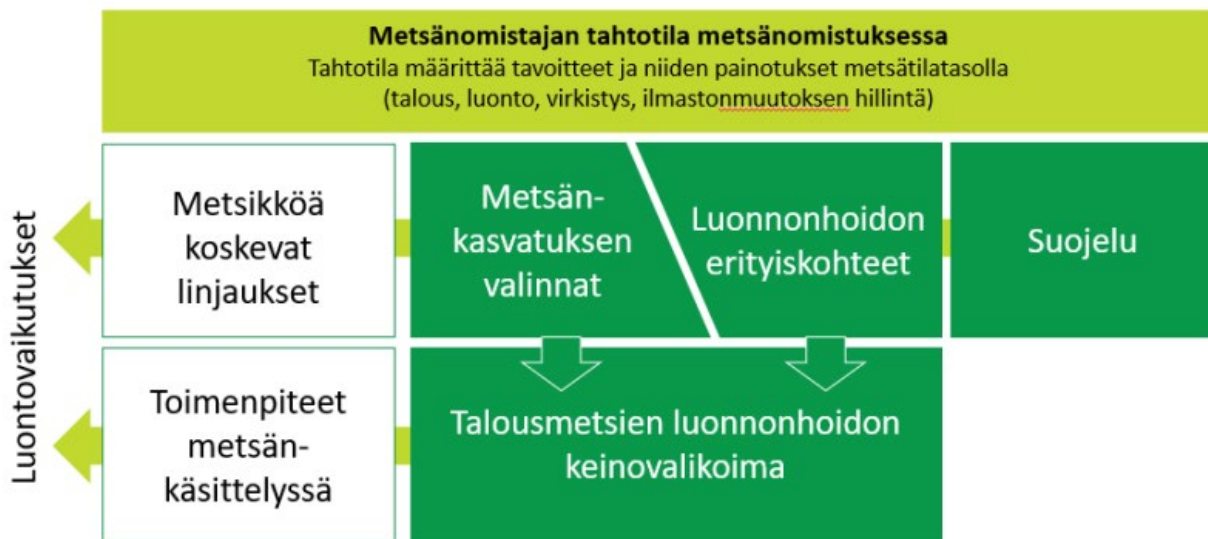 Metsänomistajan tahtotila metsänomistuksessa
Tahtotila määrittää tavoitteet ja niiden painotukset metsätilatasolla
(talous, luonto, virkistys, ilmastonmuutoksen hillintä)
Luontovaikutukset
Metsikköä
koskevat
linjaukset
Metsän-
kasvatuksen
valinnat
Luonnonhoidon
erityiskohteet
Suojelu
Toimenpiteet
metsän-
käsittelyssä
Talousmetsien luonnonhoidon
keinovalikoima